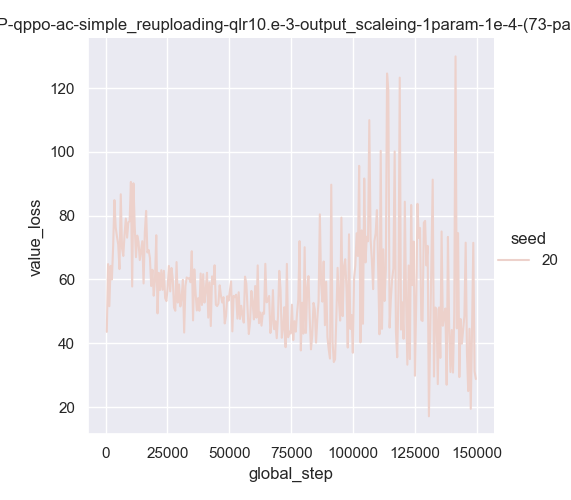 P-qppo-ac-simple_reuploading-qlr10.e-3-output_scaleing-1param-1e-4-(73-pa
120
100
80
60
40
20
value_loss
0 25000 50000 75000 100000 125000 150000
global_step
seed
20